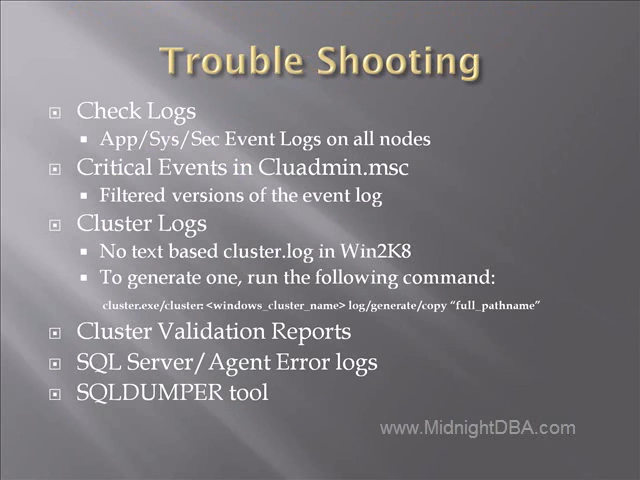 Trouble Shooting
Check Logs
App/Sys/Sec Event Logs on all nodes
Critical Events in Cluadmin.msc
Filtered versions of the event log
Cluster Logs
No text based cluster.log in Win2K8
To generate one, run the following command:
cluster.exe/cluster: <windows_cluster_name> log/generate/copy “full_pathname”
Cluster Validation Reports
SQL Server/Agent Error logs
SQLDUMPER tool
www.MidnightDBA.com